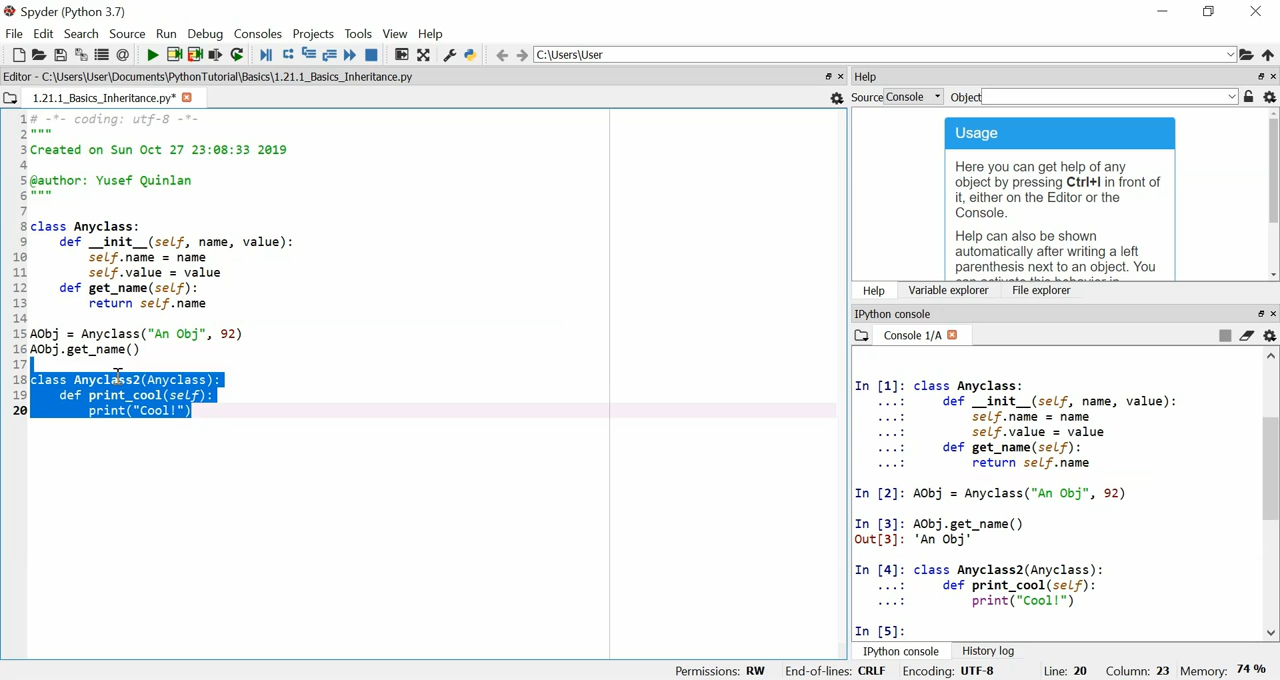 Spyder (Python 3.7)
File Edit Search Source Run Debug Consoles Projects Tools View Help
C:\Users\User
Editor - C:\Users\User\Documents\PythonTutorial\Basics\1.21.1_Basics_Inheritance.py
1.21.1_Basics_Inheritance.py*
1 # -*- coding: utf-8 -*-
2 """
3 Created on Sun Oct 27 23:08:33 2019
4
5 @author: Yusef Quinlan
6 """
7
8 class Anyclass:
9     def __init__(self, name, value):
10         self.name = name
11         self.value = value
12     def get_name(self):
13         return self.name
14
15 AObj = Anyclass("An Obj", 92)
16 AObj.get_name()
17
18 class Anyclass2(Anyclass):
19     def print_cool(self):
20         print("Cool!")
Help
Source Console Object
Usage
Here you can get help of any
object by pressing Ctrl+I in front of
it, either on the Editor or the
Console.
Help can also be shown
automatically after writing a left
parenthesis next to an object. You
can activate this behavior in
Help Variable explorer File explorer
IPython console
Console 1/A
In [1]: class Anyclass:
...:     def __init__(self, name, value):
...:         self.name = name
...:         self.value = value
...:     def get_name(self):
...:         return self.name
In [2]: AObj = Anyclass("An Obj", 92)
In [3]: AObj.get_name()
Out[3]: 'An Obj'
In [4]: class Anyclass2(Anyclass):
...:     def print_cool(self):
...:         print("Cool!")
In [5]:
IPython console History log
Permissions: RW End-of-lines: CRLF Encoding: UTF-8 Line: 20 Column: 23 Memory: 74 %